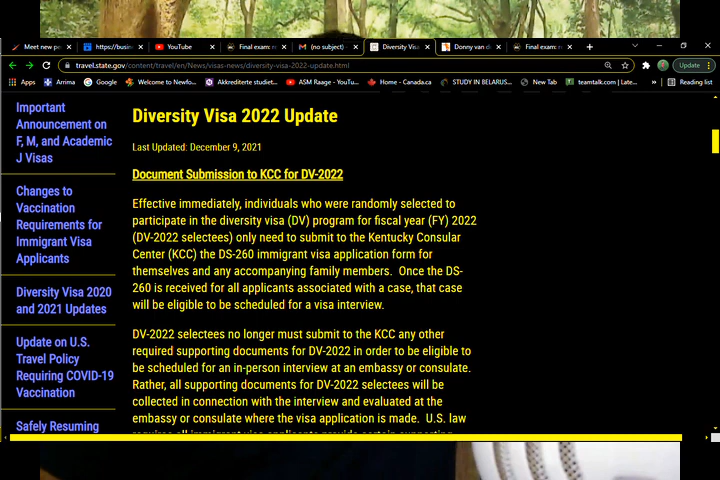 Meet new pe
https://busin
YouTube
Final exam: n
(no subject) -
Diversity Visa
Donny van de
Final exam: n
travel.state.gov/content/travel/en/News/visas-news/diversity-visa-2022-update.html
Update
Apps
Arrima
Google
Welcome to Newfo...
Akkrediterte studiet...
ASM Raage - YouTu...
Home - Canada.ca
STUDY IN BELARUS...
New Tab
teamtalk.com | Late...
»
Reading list
Important
Announcement on
F, M, and Academic
J Visas
Changes to
Vaccination
Requirements for
Immigrant Visa
Applicants
Diversity Visa 2020
and 2021 Updates
Update on U.S.
Travel Policy
Requiring COVID-19
Vaccination
Safely Resuming
Diversity Visa 2022 Update
Last Updated: December 9, 2021
Document Submission to KCC for DV-2022
Effective immediately, individuals who were randomly selected to
participate in the diversity visa (DV) program for fiscal year (FY) 2022
(DV-2022 selectees) only need to submit to the Kentucky Consular
Center (KCC) the DS-260 immigrant visa application form for
themselves and any accompanying family members.  Once the DS-
260 is received for all applicants associated with a case, that case
will be eligible to be scheduled for a visa interview.
DV-2022 selectees no longer must submit to the KCC any other
required supporting documents for DV-2022 in order to be eligible to
be scheduled for an in-person interview at an embassy or consulate.
Rather, all supporting documents for DV-2022 selectees will be
collected in connection with the interview and evaluated at the
embassy or consulate where the visa application is made.  U.S. law
requires all immigrant visa applicants provide certain supporting